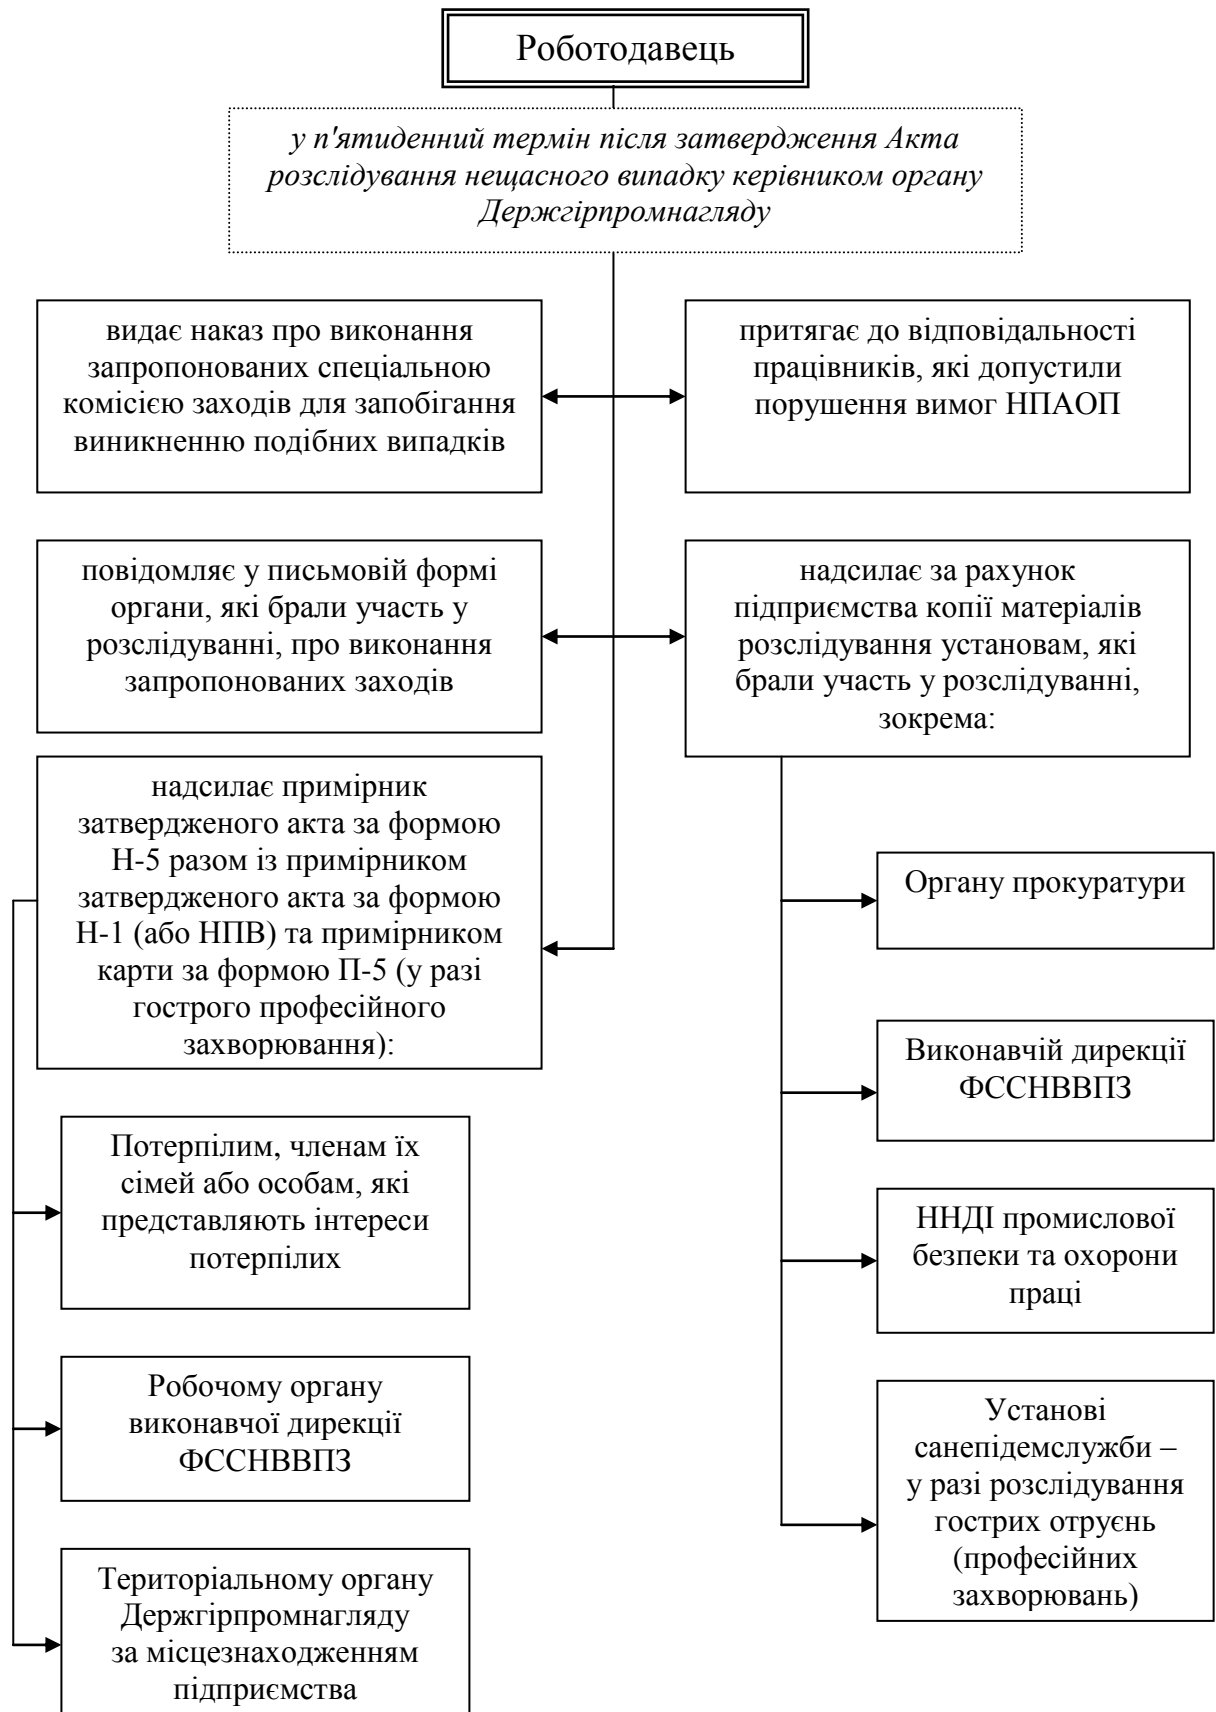 Роботодавець
у п'ятиденний термін після затвердження Акта
розслідування нещасного випадку керівником органу
Держгірпромнагляду
видає наказ про виконання
запропонованих спеціальною
комісією заходів для запобігання
виникненню подібних випадків
притягає до відповідальності
працівників, які допустили
порушення вимог НПАОП
повідомляє у письмовій формі
органи, які брали участь у
розслідуванні, про виконання
запропонованих заходів
надсилає за рахунок
підприємства копії матеріалів
розслідування установам, які
брали участь у розслідуванні,
зокрема:
надсилає примірник
затвердженого акта за формою
Н-5 разом із примірником
затвердженого акта за формою
Н-1 (або НПВ) та примірником
карти за формою П-5 (у разі
гострого професійного
захворювання):
Потерпілим, членам їх
сімей або особам, які
представляють інтереси
потерпілих
Робочому органу
виконавчої дирекції
ФССНВВПЗ
Територіальному органу
Держгірпромнагляду
за місцезнаходженням
підприємства
Органу прокуратури
Виконавчій дирекції
ФССНВВПЗ
ННДІ промислової
безпеки та охорони
праці
Установі
санепідемслужби –
у разі розслідування
гострих отруєнь
(професійних
захворювань)